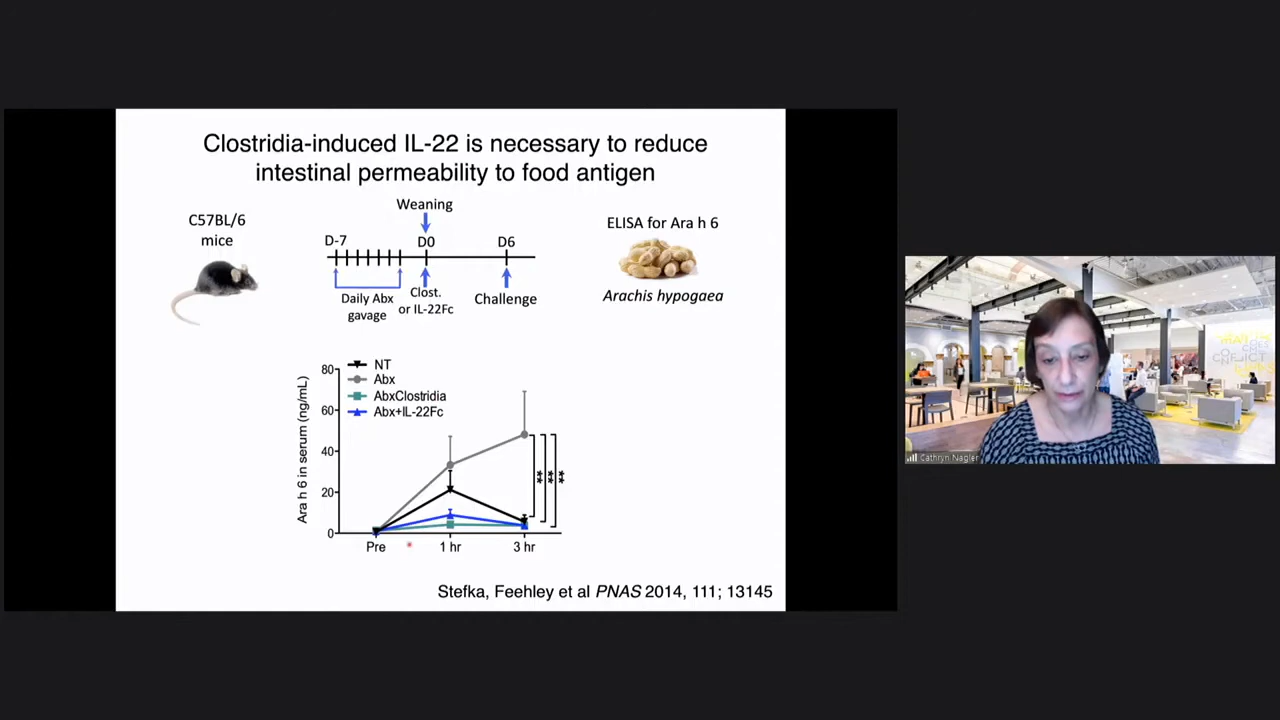 Clostridia-induced IL-22 is necessary to reduce
intestinal permeability to food antigen
C57BL/6
mice
Weaning
D-7
D0
D6
Daily Abx
gavage
Clost.
or IL-22Fc
Challenge
ELISA for Ara h 6
Arachis hypogaea
NT
Abx
AbxClostridia
Abx+IL-22Fc
Ara h 6 in serum (ng/mL)
80
60
40
20
0
Pre
1 hr
3 hr
**
**
**
Stefka, Feehley et al PNAS 2014, 111; 13145
CONFLICT
Cathryn Nagler